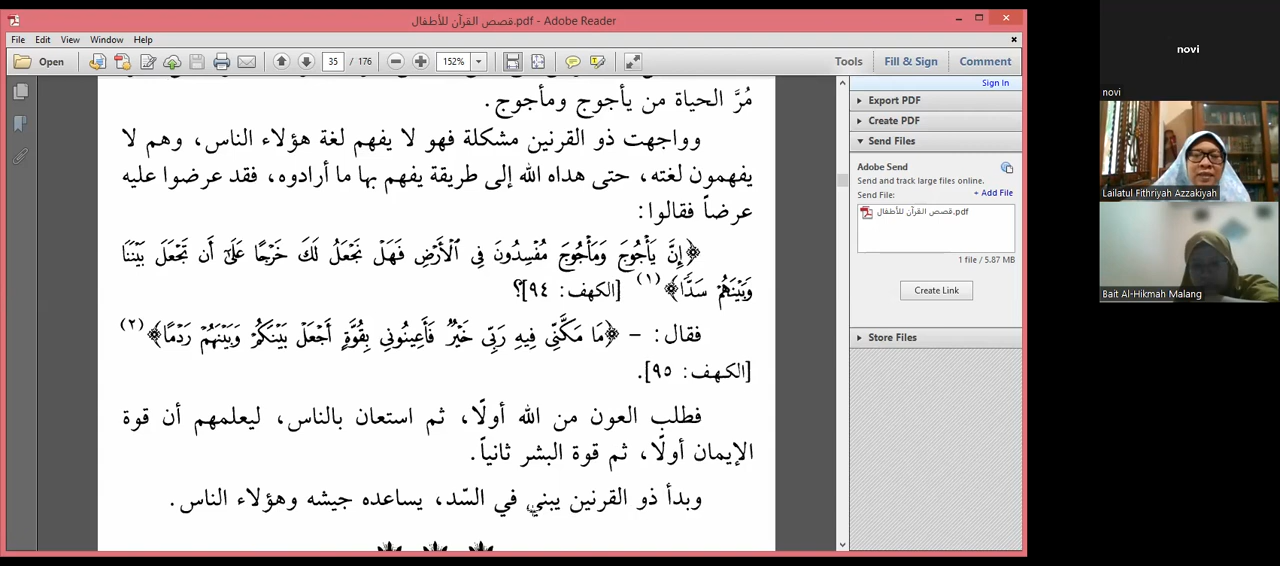 قصص القرآن للأطفال.pdf - Adobe Reader
File Edit View Window Help
Open 35 / 176 152% Tools Fill & Sign Comment
مُرَّ الحياة من يأجوج ومأجوج.
وواجهت ذو القرنين مشكلة فهو لا يفهم لغة هؤلاء الناس، وهم لا
يفهمون لغته، حتى هداه الله إلى طريقة يفهم بها ما أرادوه، فقد عرضوا عليه
عرضاً فقالوا:
﴿إِنَّ يَأْجُوجَ وَمَأْجُوجَ مُفْسِدُونَ فِي ٱلْأَرْضِ فَهَلْ نَجْعَلُ لَكَ خَرْجًا عَلَىٰٓ أَن تَجْعَلَ بَيْنَنَا
وَبَيْنَهُمْ سَدًّا﴾(١) [الكهف: ٩٤]؟
فقال: - ﴿مَا مَكَّنِّي فِيهِ رَبِّي خَيْرٌ فَأَعِينُونِي بِقُوَّةٍ أَجْعَلْ بَيْنَكُمْ وَبَيْنَهُمْ رَدْمًا﴾(٢)
[الكهف: ٩٥].
فطلب العون من الله أولًا، ثم استعان بالناس، ليعلمهم أن قوة
الإيمان أولًا، ثم قوة البشر ثانياً.
وبدأ ذو القرنين يبني في السّد، يساعده جيشه وهؤلاء الناس.
Sign In
Export PDF
Create PDF
Send Files
Adobe Send
Send and track large files online.
Send File: + Add File
قصص القرآن للأطفال.pdf
1 file / 5.87 MB
Create Link
Store Files
novi
novi
Lailatul Fithriyah Azzakiyah
Bait Al-Hikmah Malang